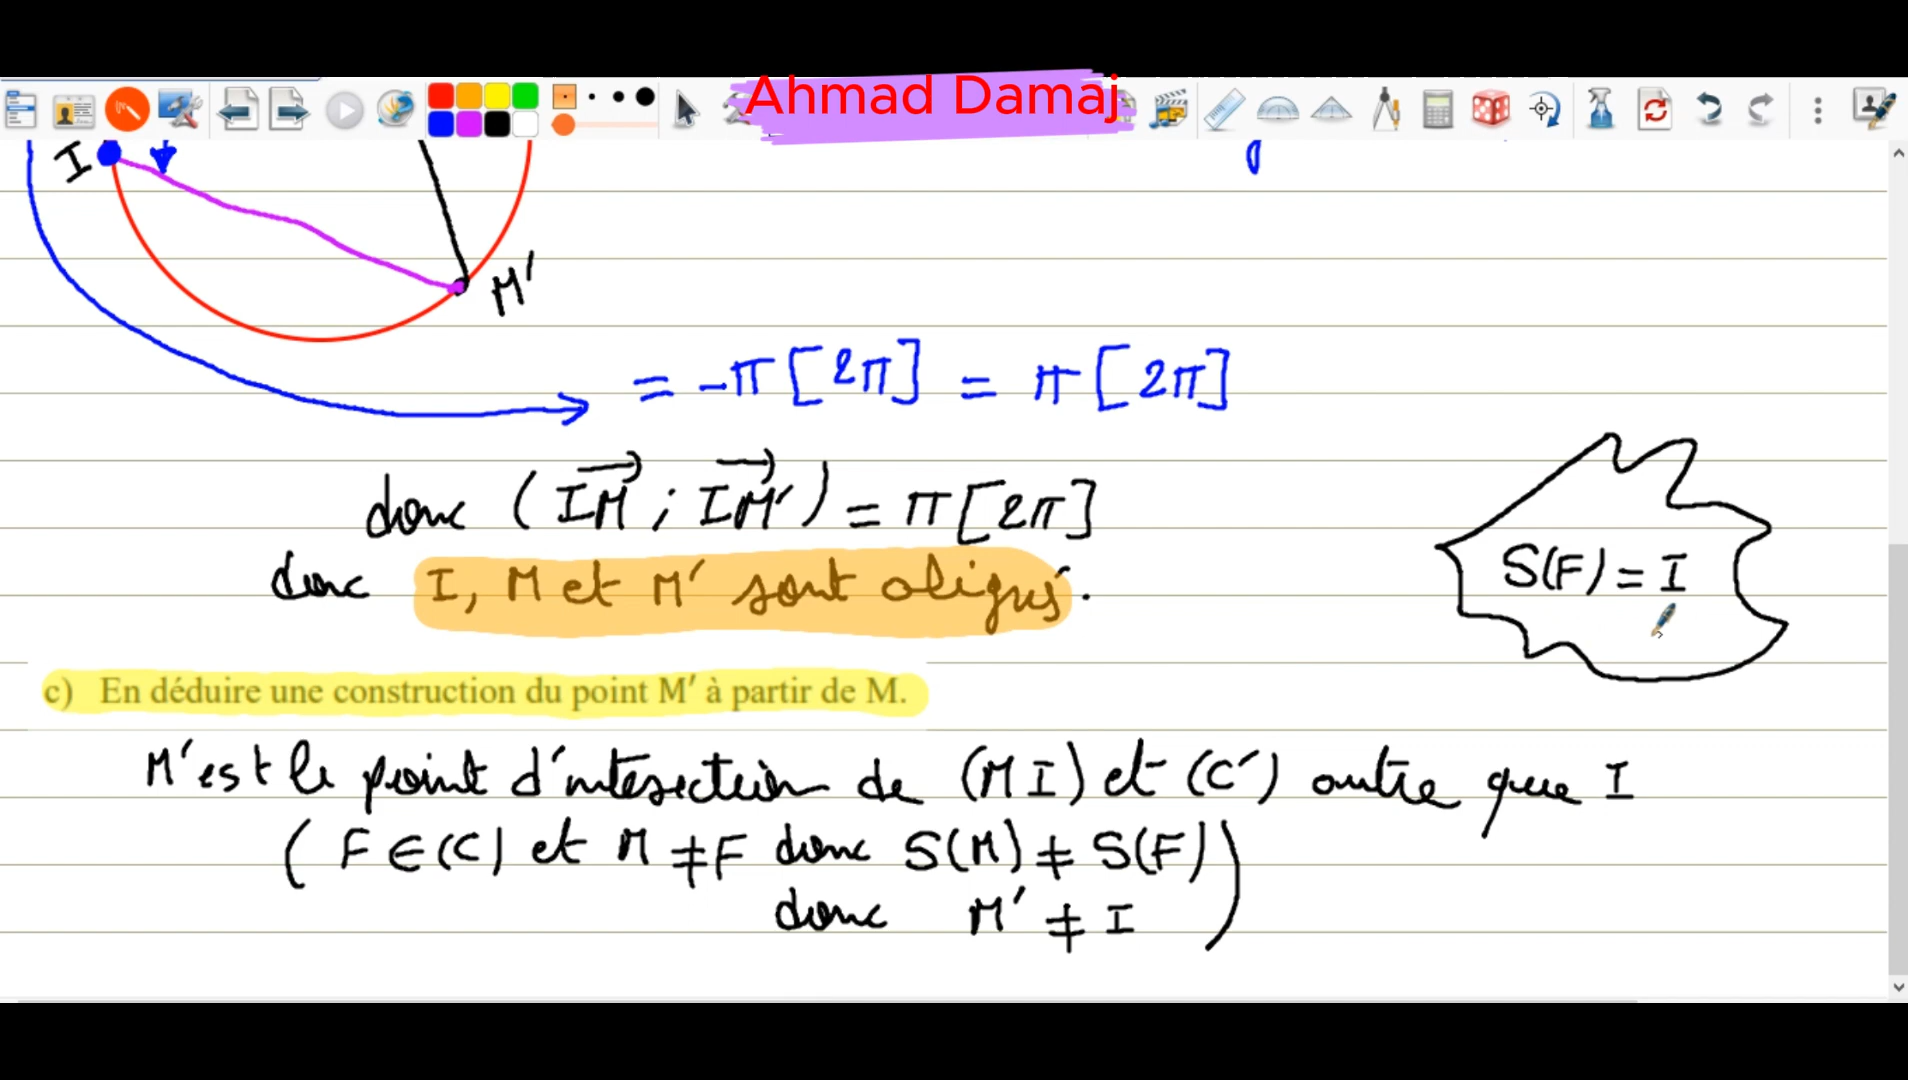 Ahmad Damaj
I
M'
= -π [2π] = π [2π]
donc (IM ; IM') = π [2π]
donc I, M et M' sont alignés.
S(F) = I
c) En déduire une construction du point M′ à partir de M.
M' est le point d'intersection de (MI) et (C') autre que I
( F ∈ (C) et M ≠ F donc S(M) ≠ S(F) )
donc M' ≠ I